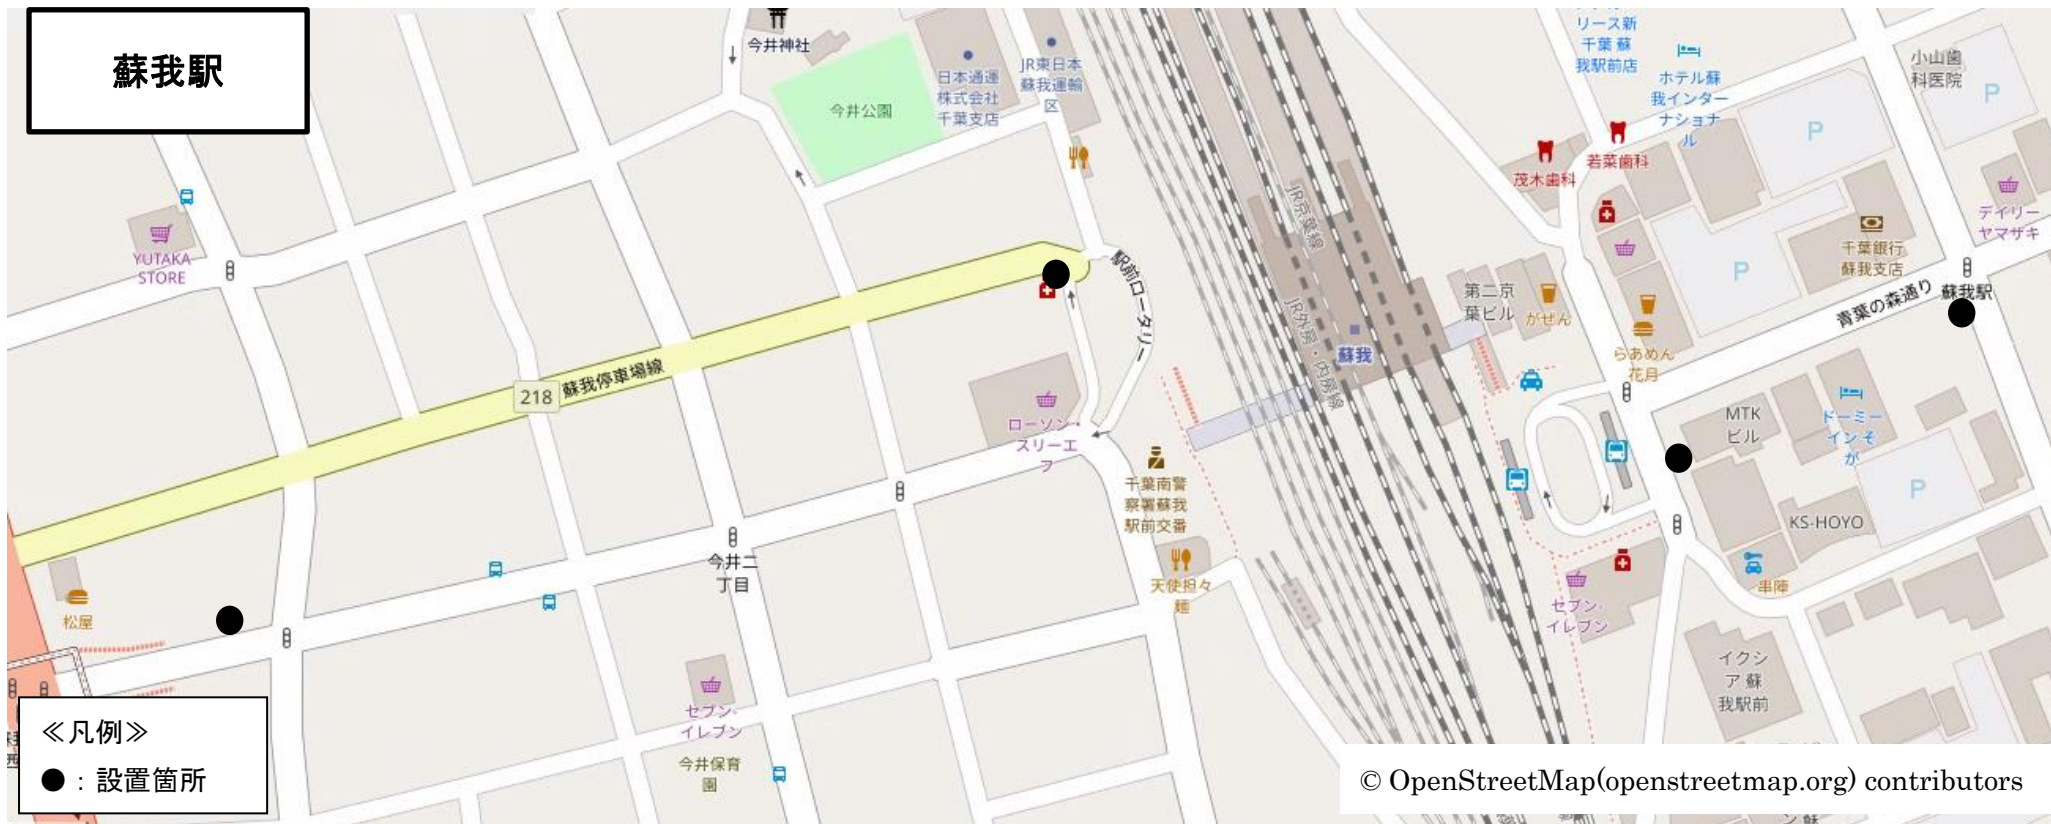 蘇我駅
今井神社
今井公園
日本通運
株式会社
千葉支店
JR東日本
蘇我運輸
区
リース新
千葉 蘇
我駅前店
ホテル蘇
我インター
ナショナ
ル
小山歯
科医院
P
P
P
茂木歯科
若菜歯科
デイリー
ヤマザキ
千葉銀行
蘇我支店
YUTAKA
STORE
駅前ロータリー
JR京葉線
JR外房・内房線
蘇我
第二京
葉ビル
がぜん
らあめん
花月
青葉の森通り
蘇我駅
218
蘇我停車場線
ローソン・
スリーエ
フ
千葉南警
察署蘇我
駅前交番
天使担々
麺
MTK
ビル
ドーミー
イン そ
が
P
KS-HOYO
串陣
セブン-
イレブン
イクシ
ア 蘇
我駅前
今井二
丁目
松屋
セブン-
イレブン
今井保育
園
≪凡例≫
●：設置箇所
© OpenStreetMap(openstreetmap.org) contributors